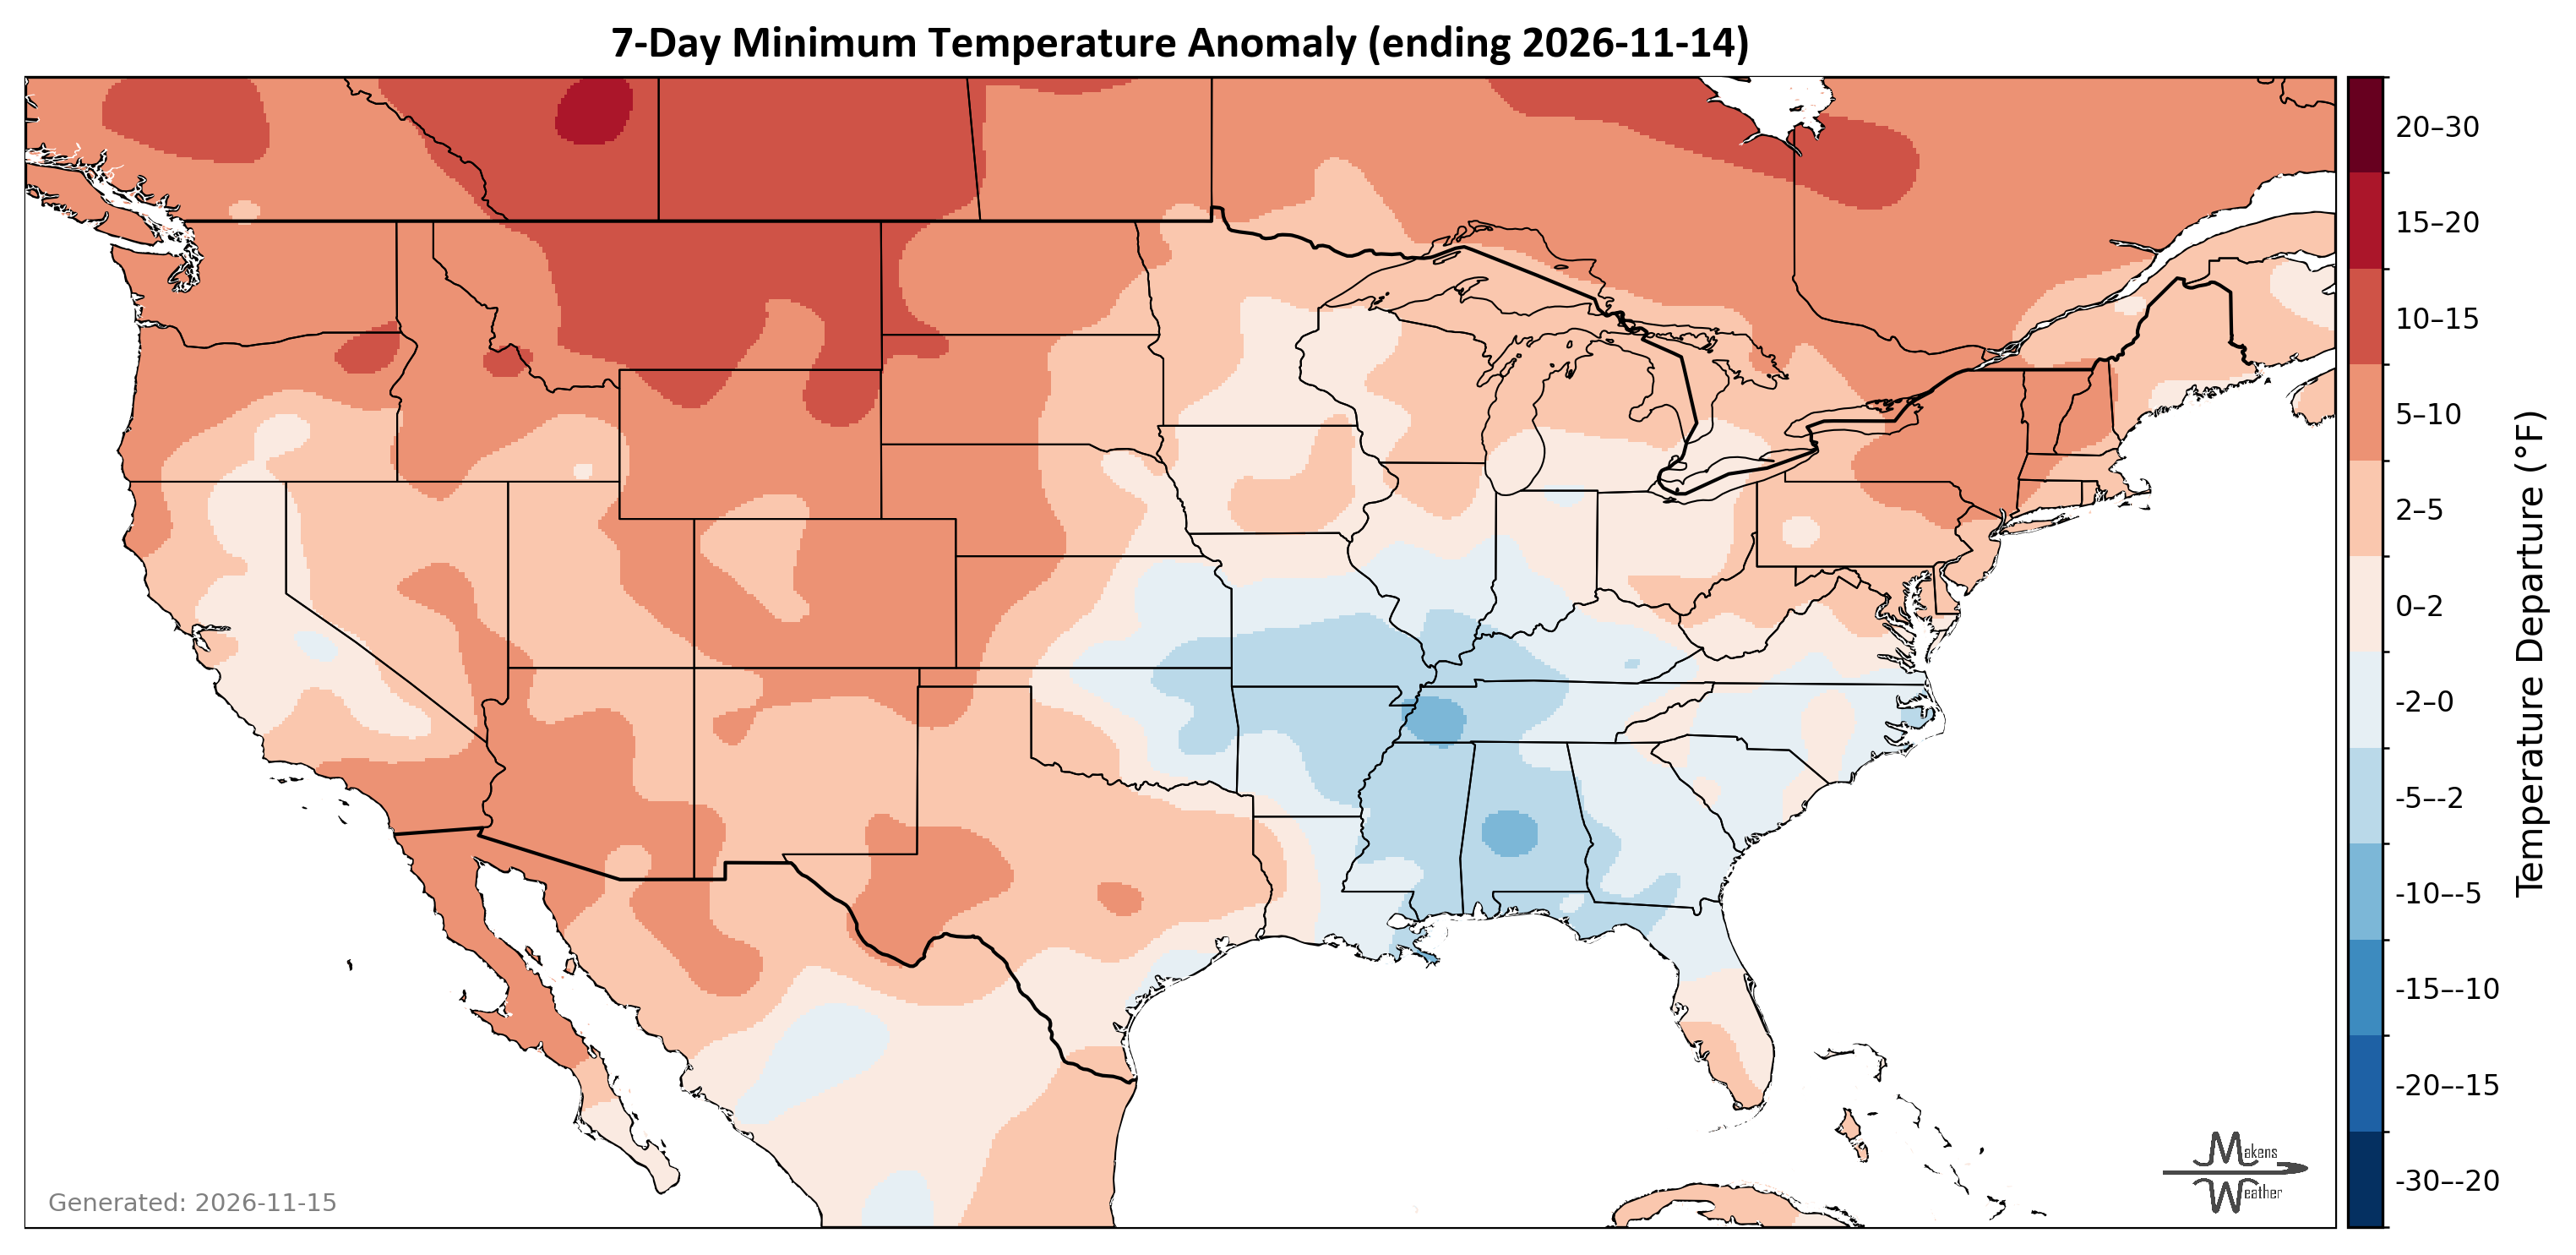 7-Day Minimum Temperature Anomaly (ending 2026-11-14)
20–30
15–20
10–15
5–10
2–5
0–2
-2–0
-5–-2
-10–-5
-15–-10
-20–-15
-30–-20
Temperature Departure (°F)
Makens
Weather
Generated: 2026-11-15